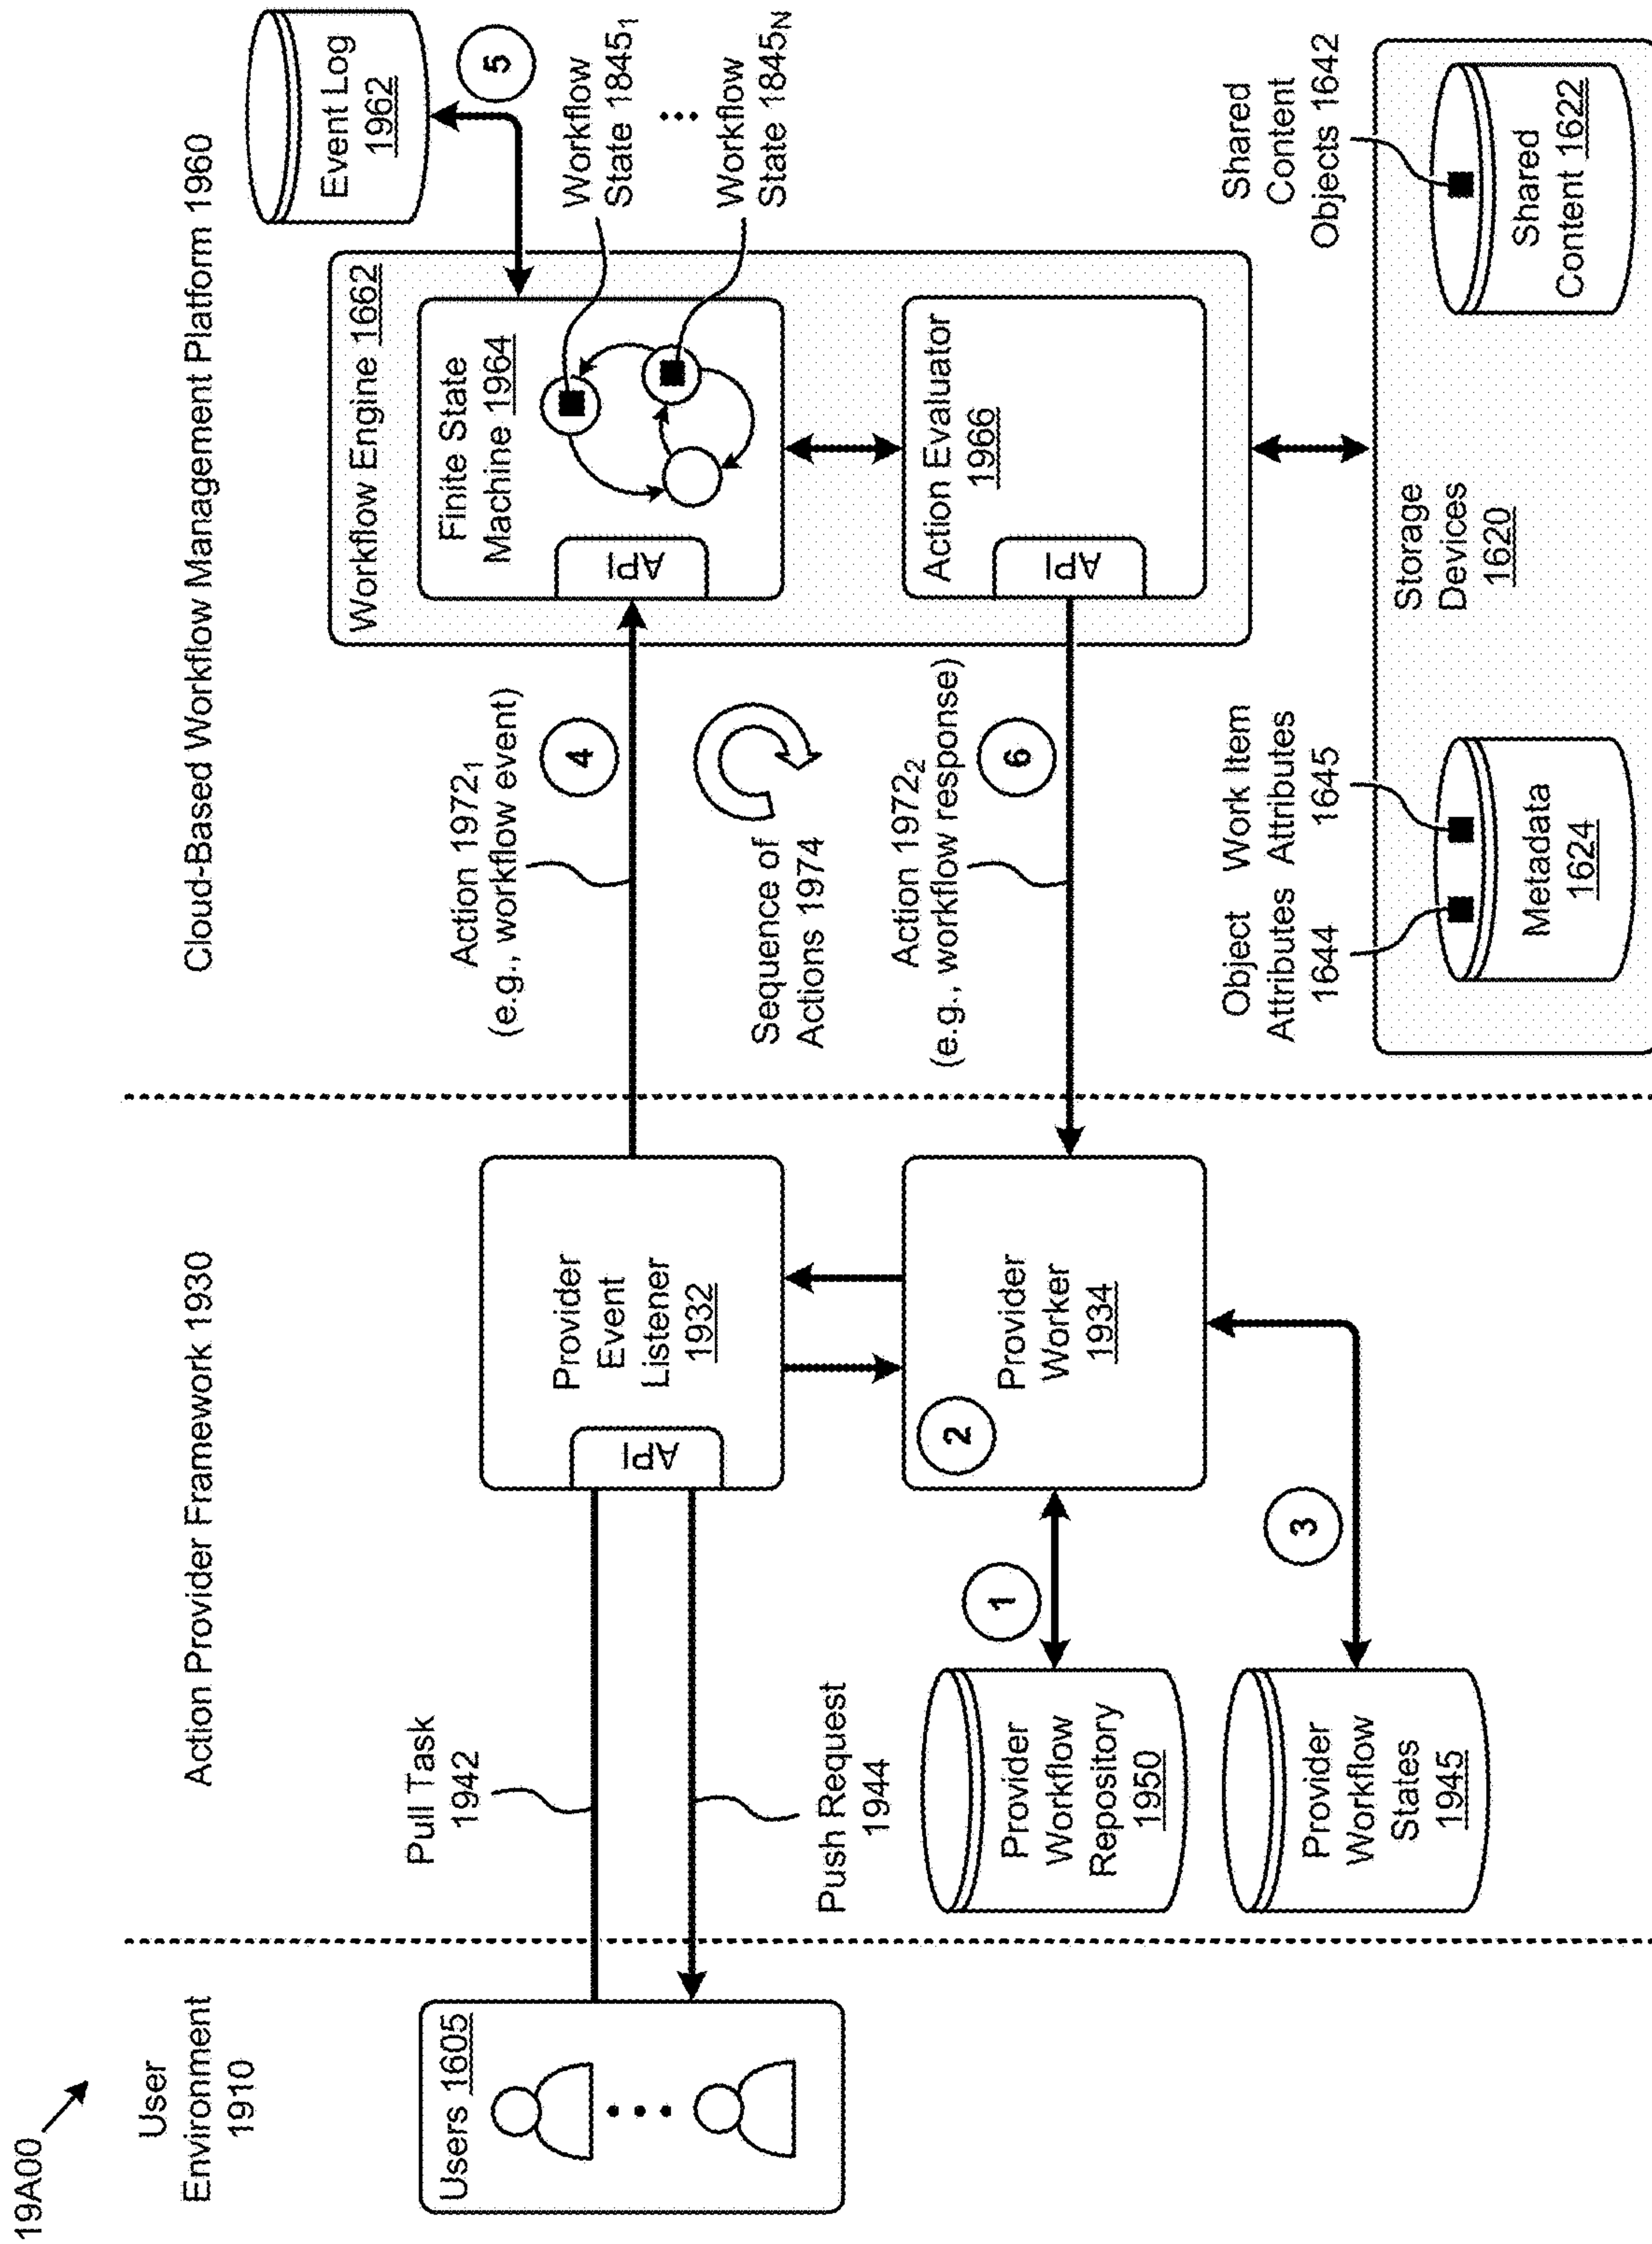 19A00
User
Environment
1910
Action Provider Framework 1930
Cloud-Based Workflow Management Platform 1960
Users 1605
Pull Task
1942
Push Request
1944
API
Provider
Event
Listener
1932
2
Provider
Worker
1934
1
Provider
Workflow
Repository
1950
3
Provider
Workflow
States
1945
Action 1972₁
(e.g., workflow event)
4
Sequence of
Actions 1974
Action 1972₂
(e.g., workflow response)
6
Workflow Engine 1662
Finite State
Machine 1964
API
Action Evaluator
1966
API
Event Log
1962
5
Workflow
State 1845₁
Workflow
State 1845N
Object
Attributes
1644
Work Item
Attributes
1645
Shared
Content
Objects 1642
Metadata
1624
Storage
Devices
1620
Shared
Content 1622